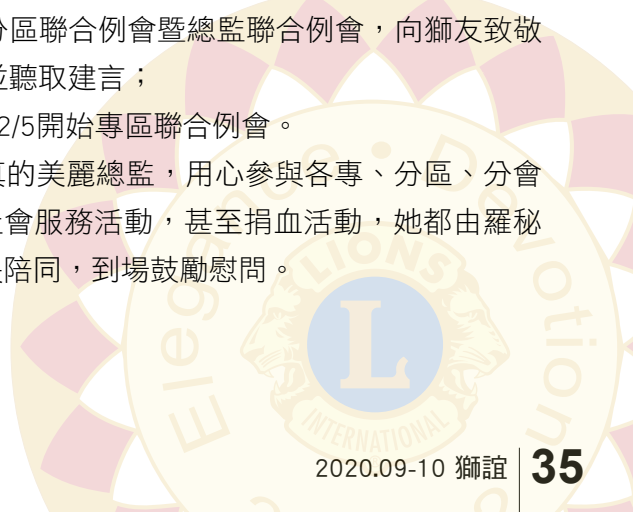 區聯合例會暨總監聯合例會，向獅友致敬
聽取建言；
2/5開始專區聯合例會。
的美麗總監，用心參與各專、分區、分會
會服務活動，甚至捐血活動，她都由羅秘
陪同，到場鼓勵慰問。
Elegance • Devotion
LIONS
L
INTERNATIONAL
2020.09-10 獅誼 35